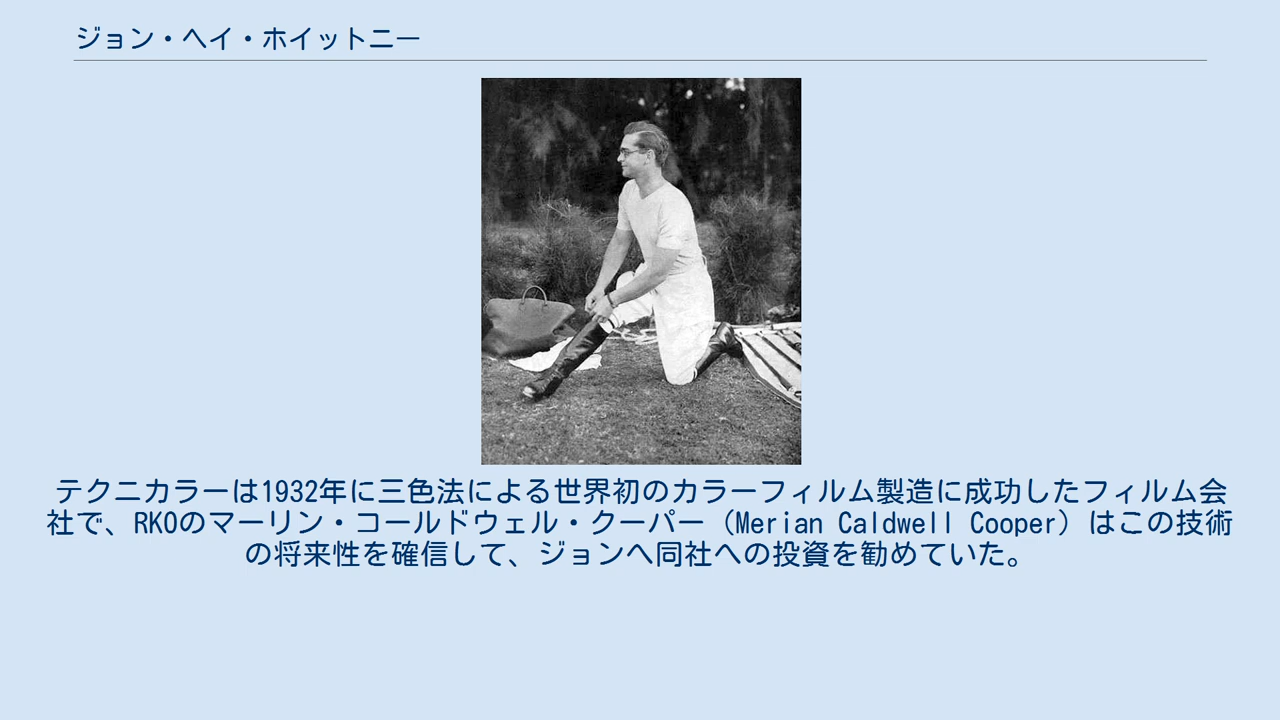 ジョン・ヘイ・ホイットニー
テクニカラーは1932年に三色法による世界初のカラーフィルム製造に成功したフィルム会
社で、RKOのマーリン・コールドウェル・クーパー（Merian Caldwell Cooper）はこの技術
の将来性を確信して、ジョンへ同社への投資を勧めていた。